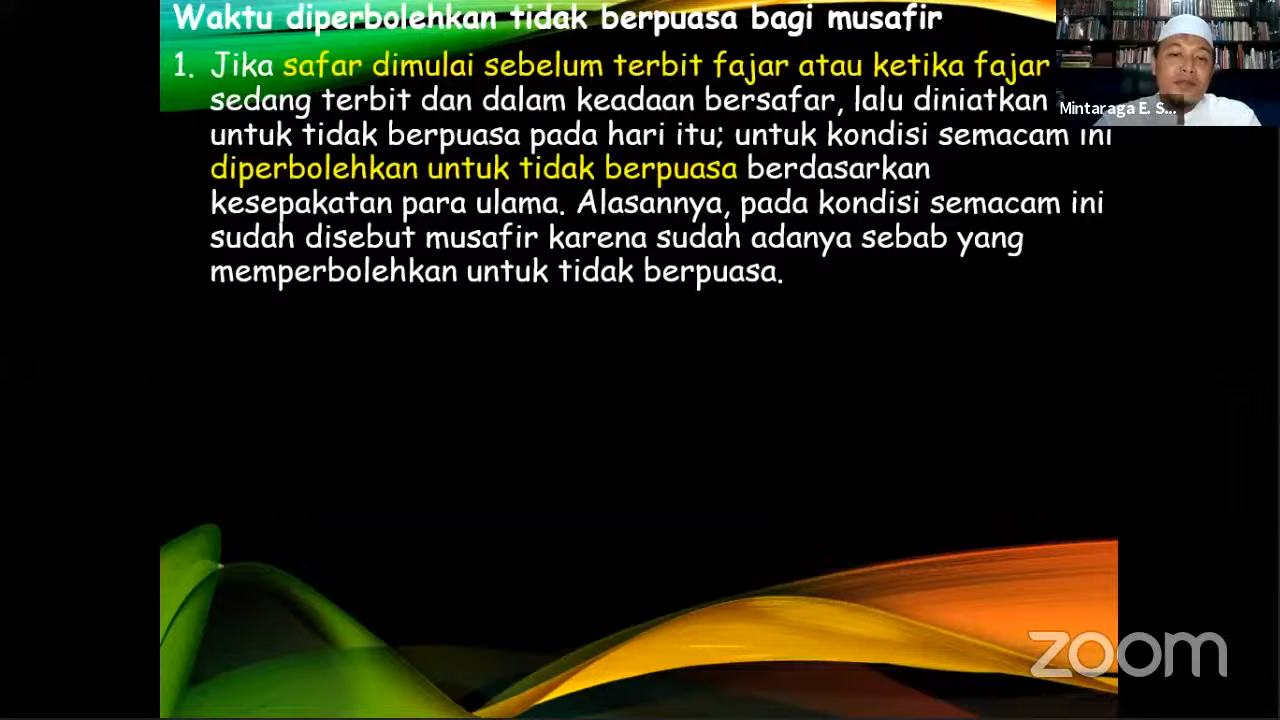 Waktu diperbolehkan tidak berpuasa bagi musafir
1. Jika safar dimulai sebelum terbit fajar atau ketika fajar
sedang terbit dan dalam keadaan bersafar, lalu diniatkan
untuk tidak berpuasa pada hari itu; untuk kondisi semacam ini
diperbolehkan untuk tidak berpuasa berdasarkan
kesepakatan para ulama. Alasannya, pada kondisi semacam ini
sudah disebut musafir karena sudah adanya sebab yang
memperbolehkan untuk tidak berpuasa.
Mintaraga E. S...
zoom